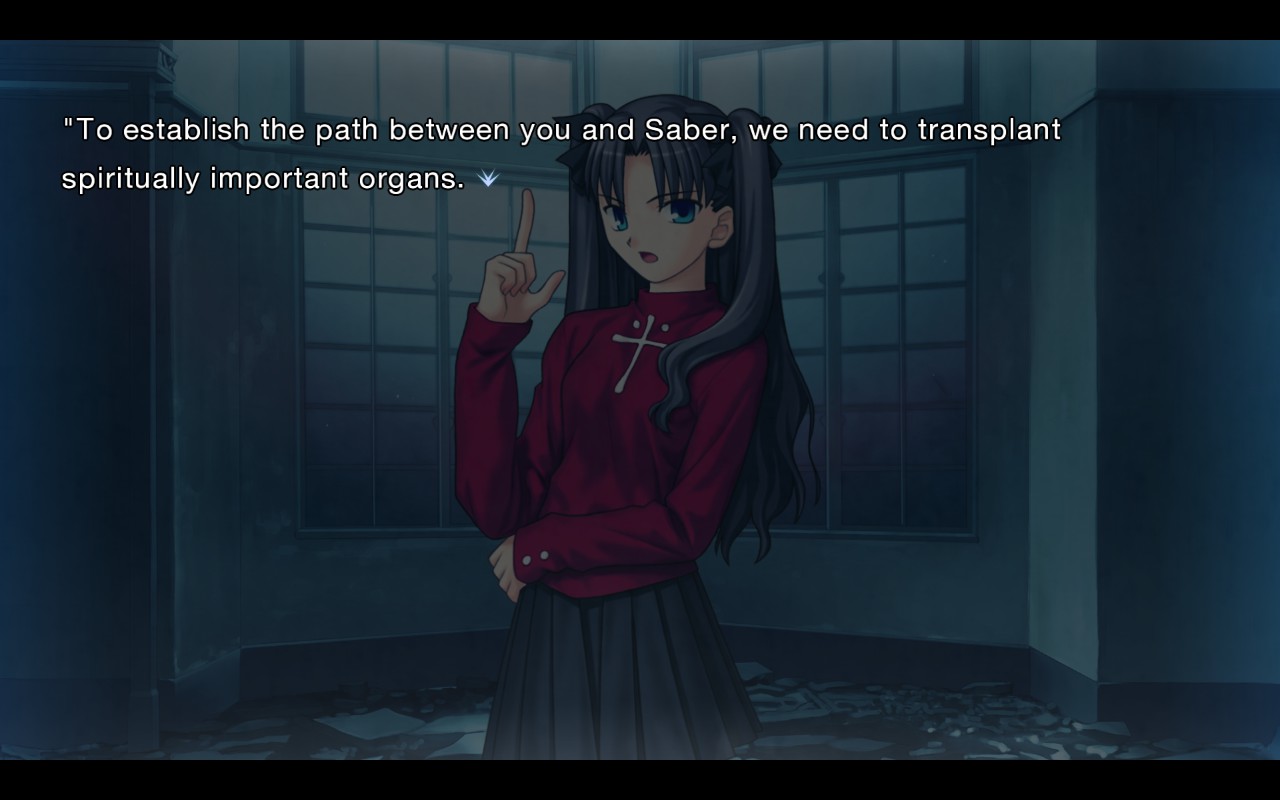 "To establish the path between you and Saber, we need to transplant
spiritually important organs.